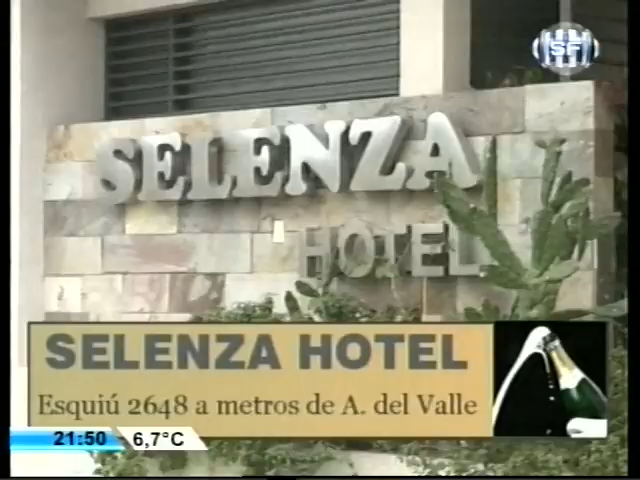 SF
SELENZA
HOTEL
SELENZA HOTEL
Esquiú 2648 a metros de A. del Valle
21:50 6,7°C